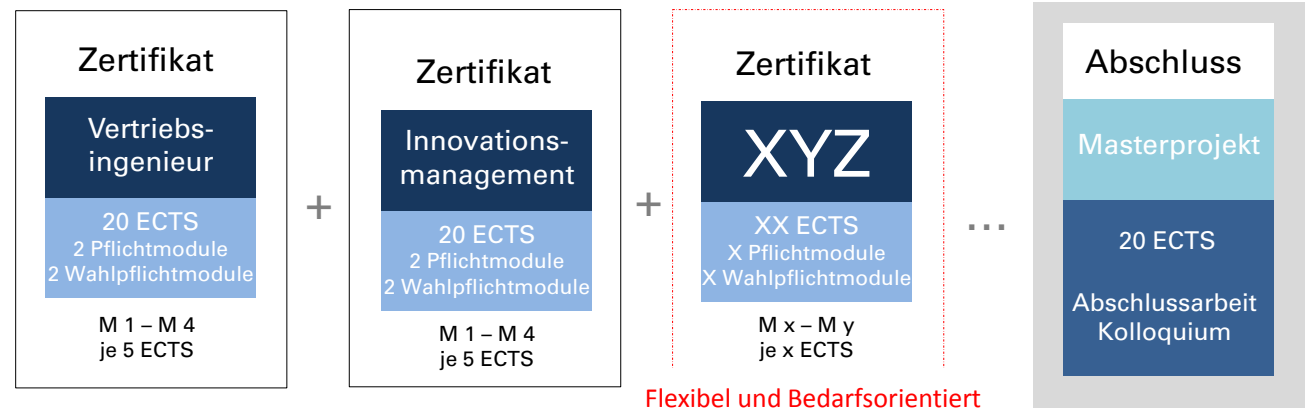 Zertifikat
Vertriebs-
ingenieur
20 ECTS
2 Pflichtmodule
2 Wahlpflichtmodule
M 1 – M 4
je 5 ECTS
+
Zertifikat
Innovations-
management
20 ECTS
2 Pflichtmodule
2 Wahlpflichtmodule
M 1 – M 4
je 5 ECTS
+
Zertifikat
XYZ
XX ECTS
X Pflichtmodule
X Wahlpflichtmodule
M x – M y
je x ECTS
Flexibel und Bedarfsorientiert
...
Abschluss
Masterprojekt
20 ECTS
Abschlussarbeit
Kolloquium